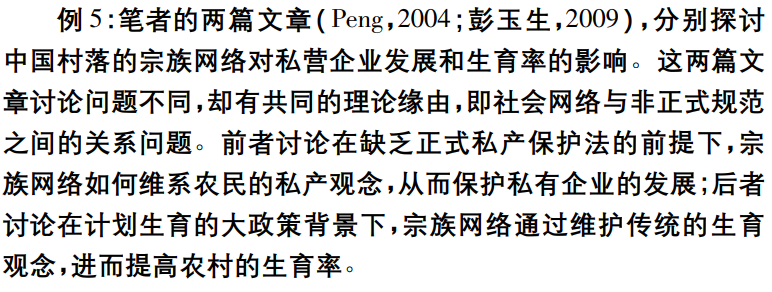 例5:笔者的两篇文章(Peng,2004;彭玉生,2009),分别探讨
中国村落的宗族网络对私营企业发展和生育率的影响。这两篇文
章讨论问题不同,却有共同的理论缘由,即社会网络与非正式规范
之间的关系问题。前者讨论在缺乏正式私产保护法的前提下,宗
族网络如何维系农民的私产观念,从而保护私有企业的发展;后者
讨论在计划生育的大政策背景下,宗族网络通过维护传统的生育
观念,进而提高农村的生育率。